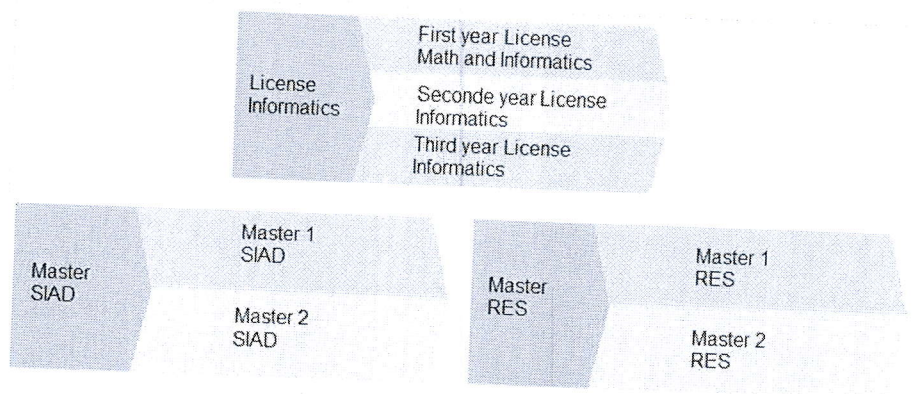 License
Informatics
First year License
Math and Informatics
Seconde year License
Informatics
Third year License
Informatics
Master
SIAD
Master 1
SIAD
Master 2
SIAD
Master
RES
Master 1
RES
Master 2
RES